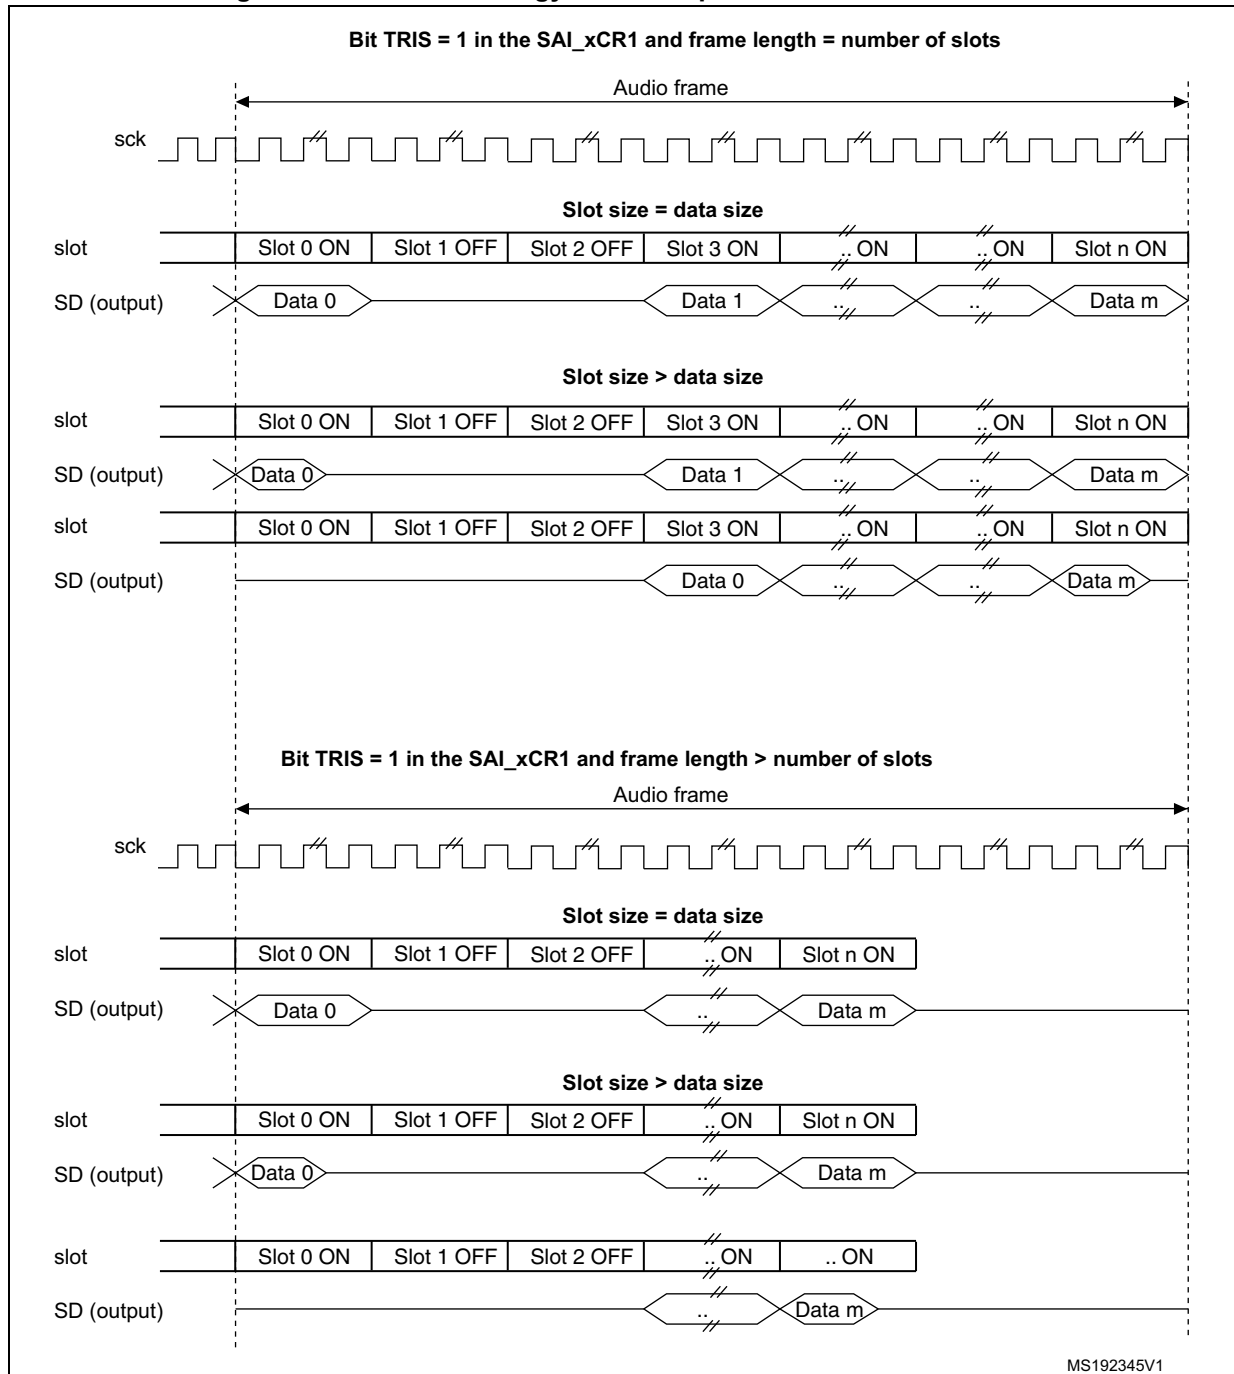 Bit TRIS = 1 in the SAI_xCR1 and frame length = number of slots
Audio frame
sck
Slot size = data size
slot Slot 0 ON Slot 1 OFF Slot 2 OFF Slot 3 ON .. ON .. ON Slot n ON
SD (output) Data 0 Data 1 .. .. Data m
Slot size > data size
slot Slot 0 ON Slot 1 OFF Slot 2 OFF Slot 3 ON .. ON .. ON Slot n ON
SD (output) Data 0 Data 1 .. .. Data m
slot Slot 0 ON Slot 1 OFF Slot 2 OFF Slot 3 ON .. ON .. ON Slot n ON
SD (output) Data 0 .. .. Data m
Bit TRIS = 1 in the SAI_xCR1 and frame length > number of slots
Audio frame
sck
Slot size = data size
slot Slot 0 ON Slot 1 OFF Slot 2 OFF .. ON Slot n ON
SD (output) Data 0 .. Data m
Slot size > data size
slot Slot 0 ON Slot 1 OFF Slot 2 OFF .. ON Slot n ON
SD (output) Data 0 .. Data m
slot Slot 0 ON Slot 1 OFF Slot 2 OFF .. ON .. ON
SD (output) .. Data m
MS192345V1